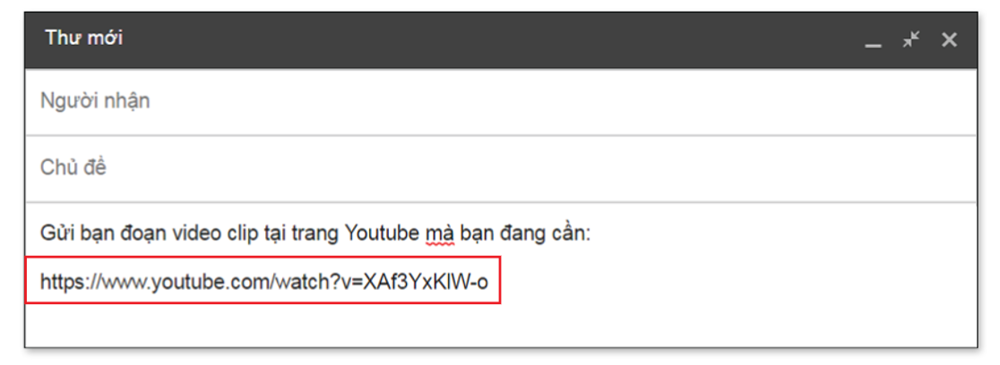 Thư mới
Người nhận
Chủ đề
Gửi bạn đoạn video clip tại trang Youtube mà bạn đang cần:
https://www.youtube.com/watch?v=XAf3YxKlW-o